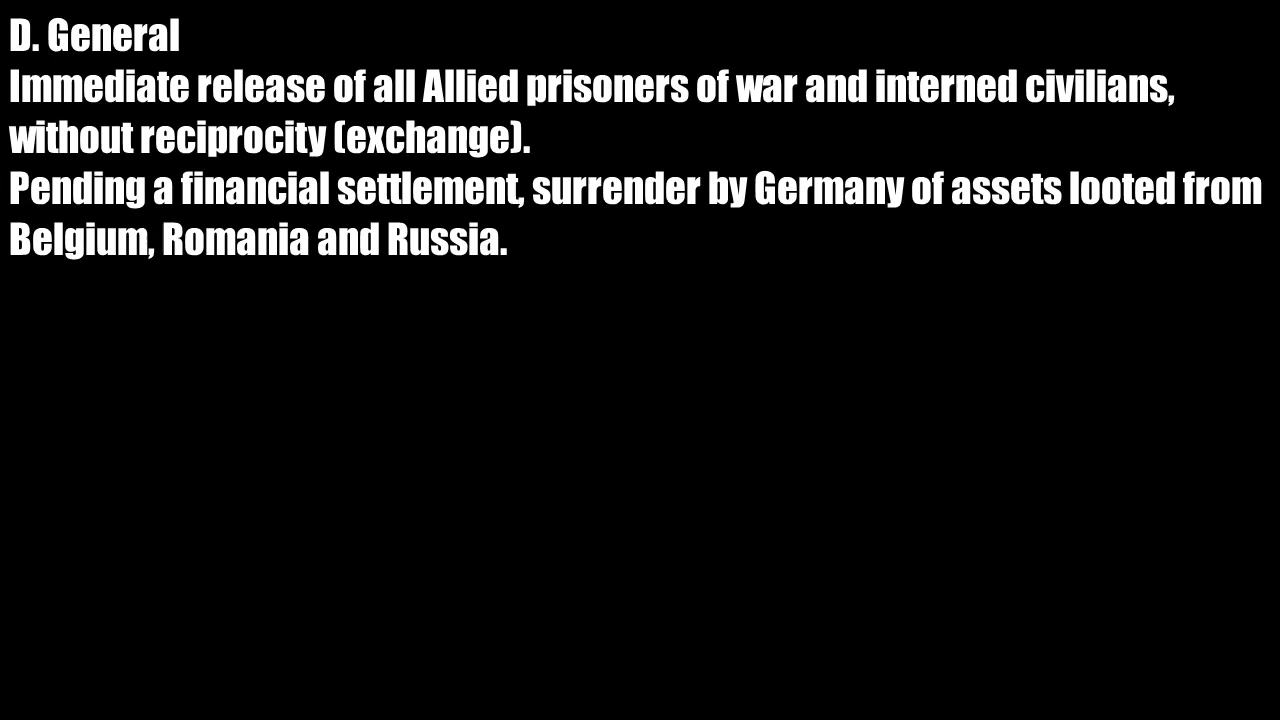 D. General
Immediate release of all Allied prisoners of war and interned civilians,
without reciprocity (exchange).
Pending a financial settlement, surrender by Germany of assets looted from
Belgium, Romania and Russia.